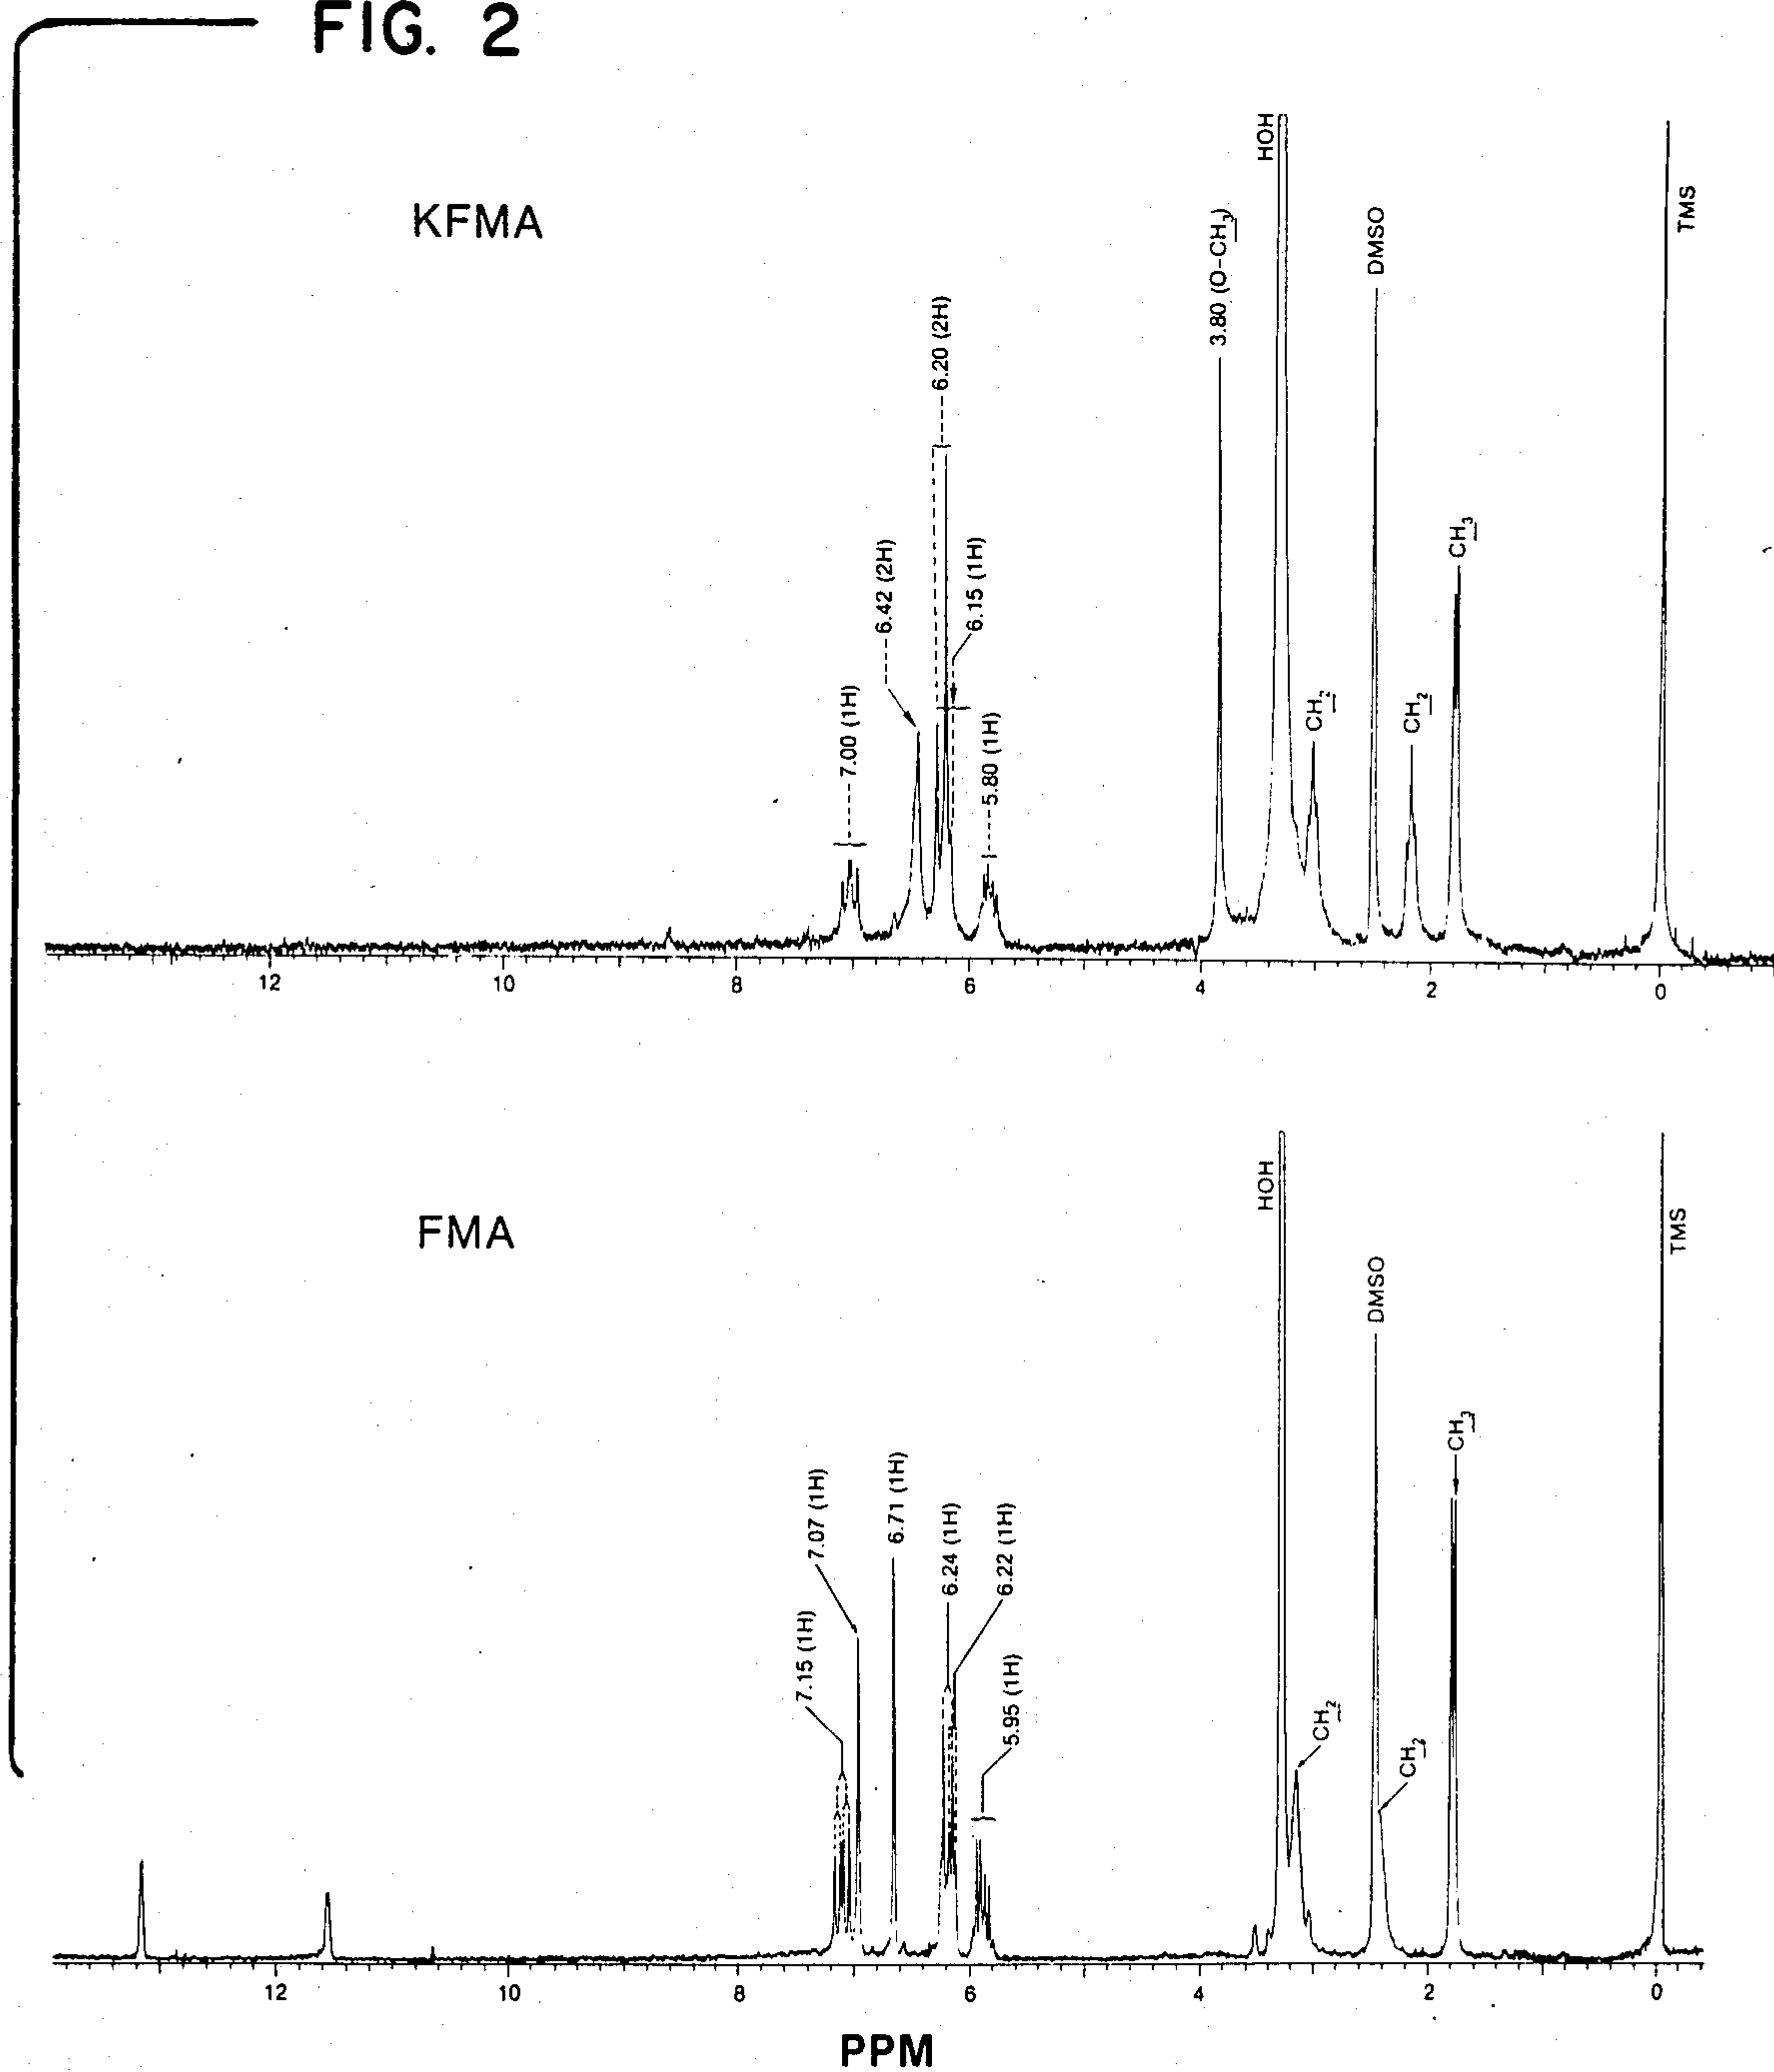 FIG. 2
KFMA
7.00 (1H)
6.42 (2H)
6.20 (2H)
6.15 (1H)
5.80 (1H)
3.80 (O-CH3)
HOH
CH2
DMSO
CH2
CH3
TMS
12 10 8 6 4 2 0
FMA
7.15 (1H)
7.07 (1H)
6.71 (1H)
6.24 (1H)
6.22 (1H)
5.95 (1H)
HOH
CH2
DMSO
CH2
CH3
TMS
12 10 8 6 4 2 0
PPM